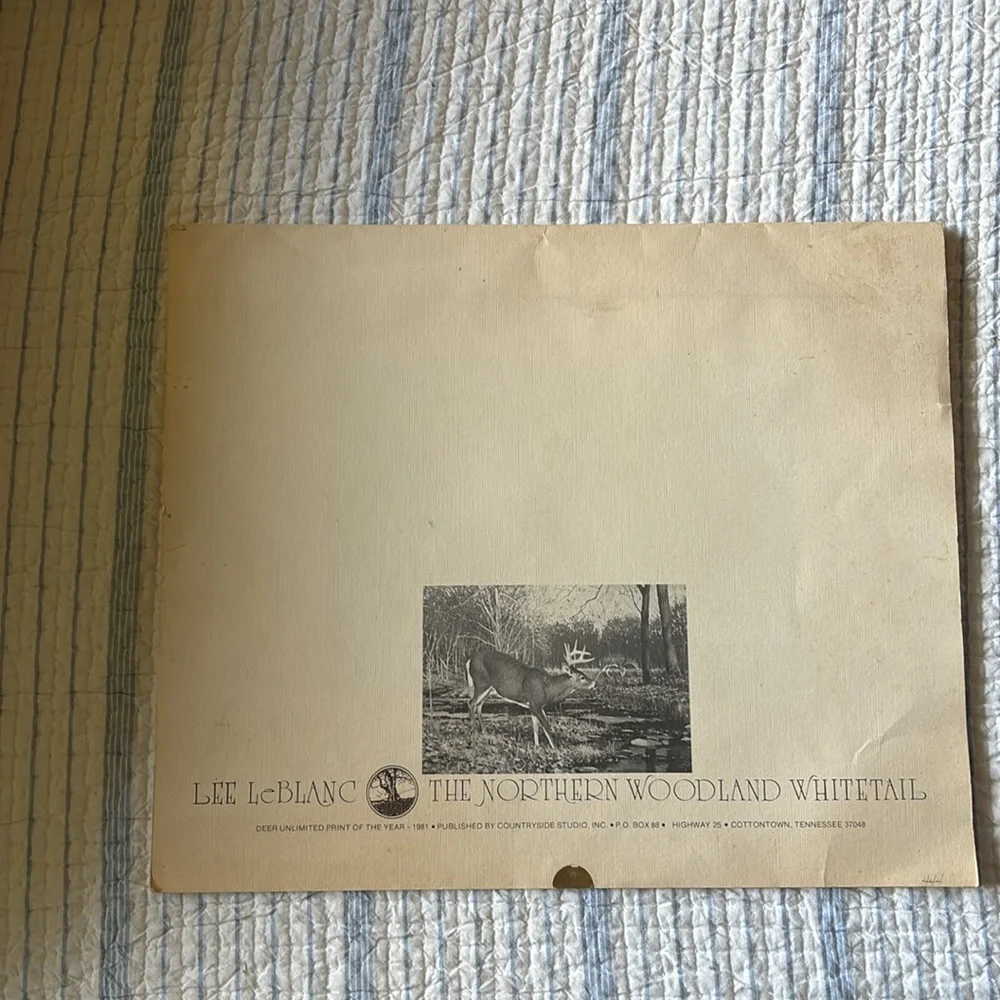 LEE LeBLANC THE NORTHERN WOODLAND WHITETAIL
DEER UNLIMITED PRINT OF THE YEAR - 1981 • PUBLISHED BY COUNTRYSIDE STUDIO, INC. • P.O. BOX 88 • HIGHWAY 25 • COTTONTOWN, TENNESSEE 37048